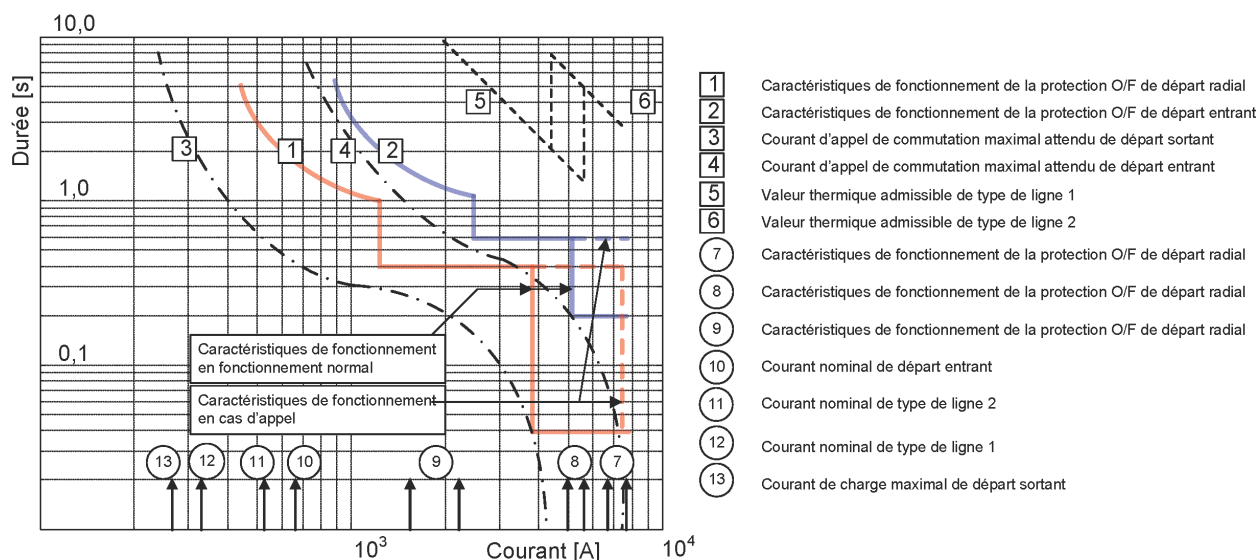 10,0
Durée [s]
1,0
0,1
3
1
4
2
5
6
Caractéristiques de fonctionnement
en fonctionnement normal
Caractéristiques de fonctionnement
en cas d'appel
13
12
11
10
9
8
7
10³
Courant [A]
10⁴
1 Caractéristiques de fonctionnement de la protection O/F de départ radial
2 Caractéristiques de fonctionnement de la protection O/F de départ entrant
3 Courant d'appel de commutation maximal attendu de départ sortant
4 Courant d'appel de commutation maximal attendu de départ entrant
5 Valeur thermique admissible de type de ligne 1
6 Valeur thermique admissible de type de ligne 2
7 Caractéristiques de fonctionnement de la protection O/F de départ radial
8 Caractéristiques de fonctionnement de la protection O/F de départ radial
9 Caractéristiques de fonctionnement de la protection O/F de départ radial
10 Courant nominal de départ entrant
11 Courant nominal de type de ligne 2
12 Courant nominal de type de ligne 1
13 Courant de charge maximal de départ sortant